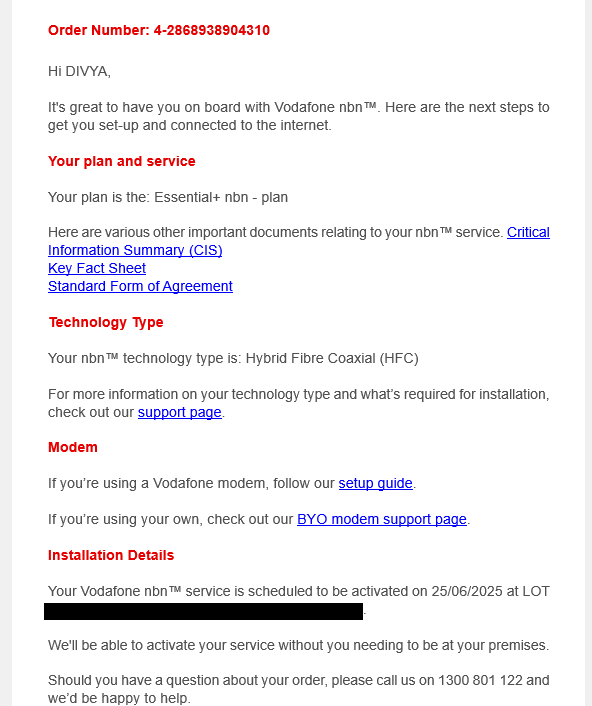 Order Number: 4-2868938904310
Hi DIVYA,
It's great to have you on board with Vodafone nbn™. Here are the next steps to
get you set-up and connected to the internet.
Your plan and service
Your plan is the: Essential+ nbn - plan
Here are various other important documents relating to your nbn™ service. Critical
Information Summary (CIS)
Key Fact Sheet
Standard Form of Agreement
Technology Type
Your nbn™ technology type is: Hybrid Fibre Coaxial (HFC)
For more information on your technology type and what’s required for installation,
check out our support page.
Modem
If you’re using a Vodafone modem, follow our setup guide.
If you’re using your own, check out our BYO modem support page.
Installation Details
Your Vodafone nbn™ service is scheduled to be activated on 25/06/2025 at LOT
.
We'll be able to activate your service without you needing to be at your premises.
Should you have a question about your order, please call us on 1300 801 122 and
we’d be happy to help.